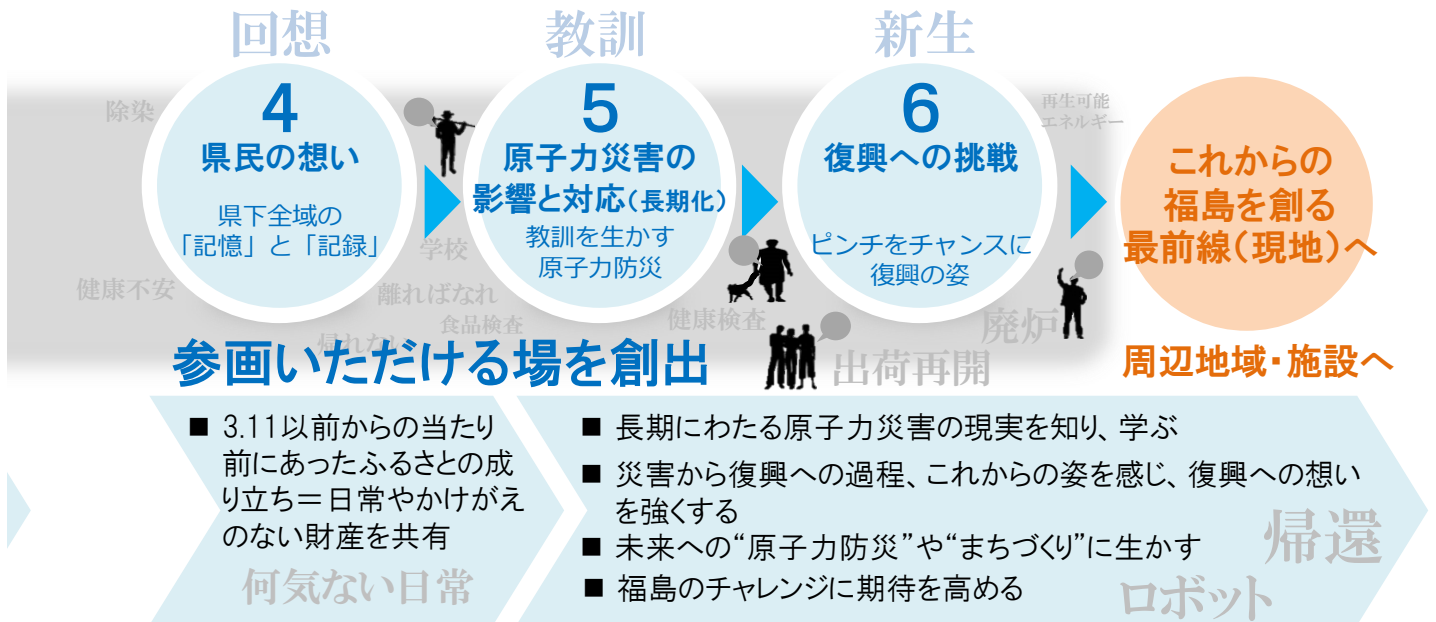 回想
教訓
新生
除染
4
県民の想い
県下全域の
「記憶」と「記録」
5
原子力災害の
影響と対応（長期化）
教訓を生かす
原子力防災
6
復興への挑戦
ピンチをチャンスに
復興の姿
再生可能
エネルギー
これからの
福島を創る
最前線（現地）へ
学校
健康不安
離ればなれ
食品検査
健康検査
帰れない
廃炉
出荷再開
参画いただける場を創出
周辺地域・施設へ
■ 3.11以前からの当たり
前にあったふるさとの成
り立ち＝日常やかけがえ
のない財産を共有
何気ない日常
■ 長期にわたる原子力災害の現実を知り、学ぶ
■ 災害から復興への過程、これからの姿を感じ、復興への想い
を強くする
■ 未来への“原子力防災”や“まちづくり”に生かす
■ 福島のチャレンジに期待を高める
帰還
ロボット